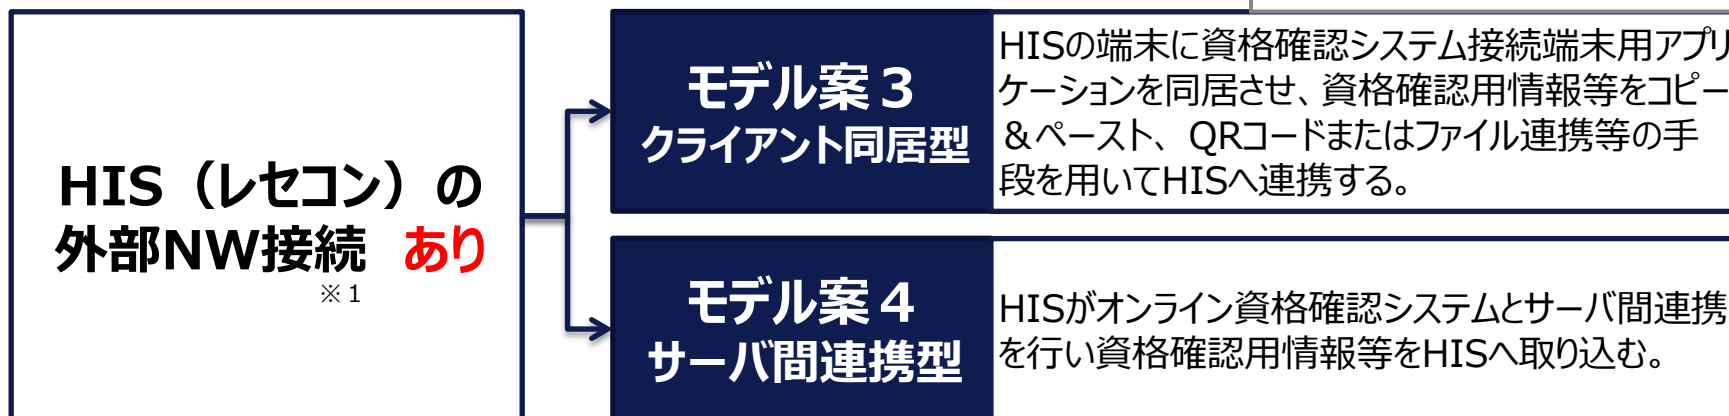 HIS（レセコン）の
外部NW接続 あり
※１
モデル案３
クライアント同居型
HISの端末に資格確認システム接続端末用アプリ
ケーションを同居させ、資格確認用情報等をコピー
＆ペースト、QRコードまたはファイル連携等の手
段を用いてHISへ連携する。
モデル案４
サーバ間連携型
HISがオンライン資格確認システムとサーバ間連携
を行い資格確認用情報等をHISへ取り込む。